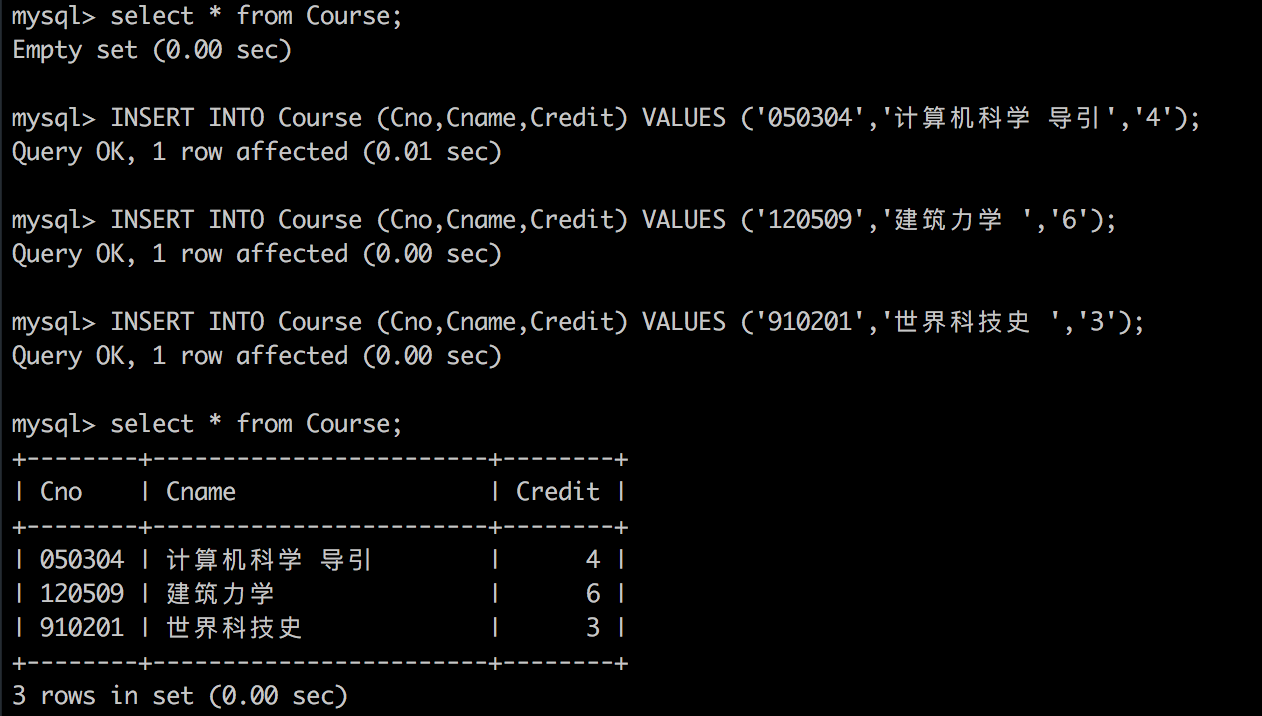 mysql> select * from Course;
Empty set (0.00 sec)
mysql> INSERT INTO Course (Cno,Cname,Credit) VALUES ('050304','计算机科学 导引','4');
Query OK, 1 row affected (0.01 sec)
mysql> INSERT INTO Course (Cno,Cname,Credit) VALUES ('120509','建筑力学 ','6');
Query OK, 1 row affected (0.00 sec)
mysql> INSERT INTO Course (Cno,Cname,Credit) VALUES ('910201','世界科技史 ','3');
Query OK, 1 row affected (0.00 sec)
mysql> select * from Course;
+--------+------------------------+--------+
| Cno    | Cname                  | Credit |
+--------+------------------------+--------+
| 050304 | 计算机科学 导引        |      4 |
| 120509 | 建筑力学               |      6 |
| 910201 | 世界科技史             |      3 |
+--------+------------------------+--------+
3 rows in set (0.00 sec)